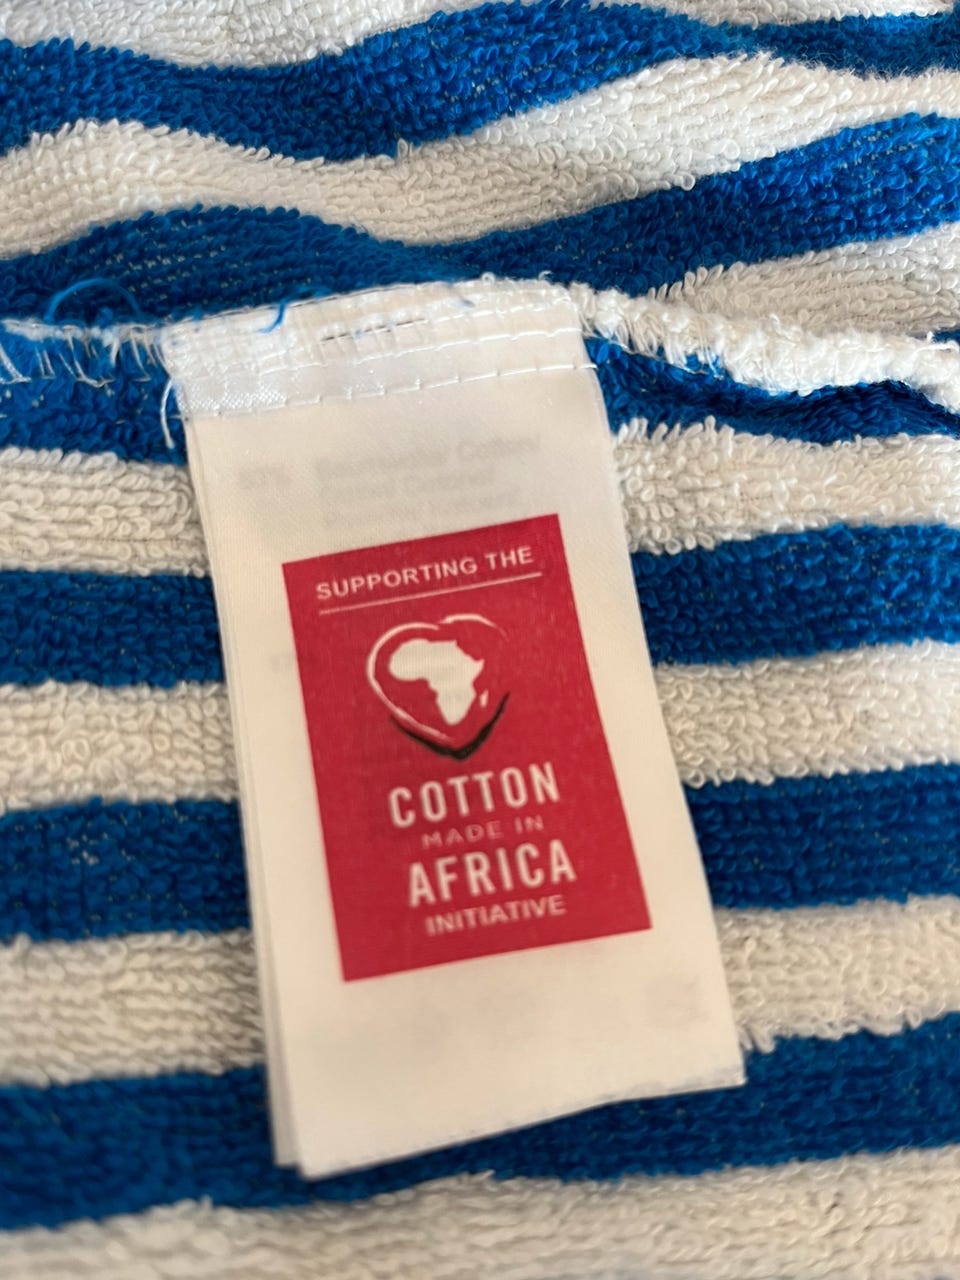 SUPPORTING THE
COTTON
MADE IN
AFRICA
INITIATIVE